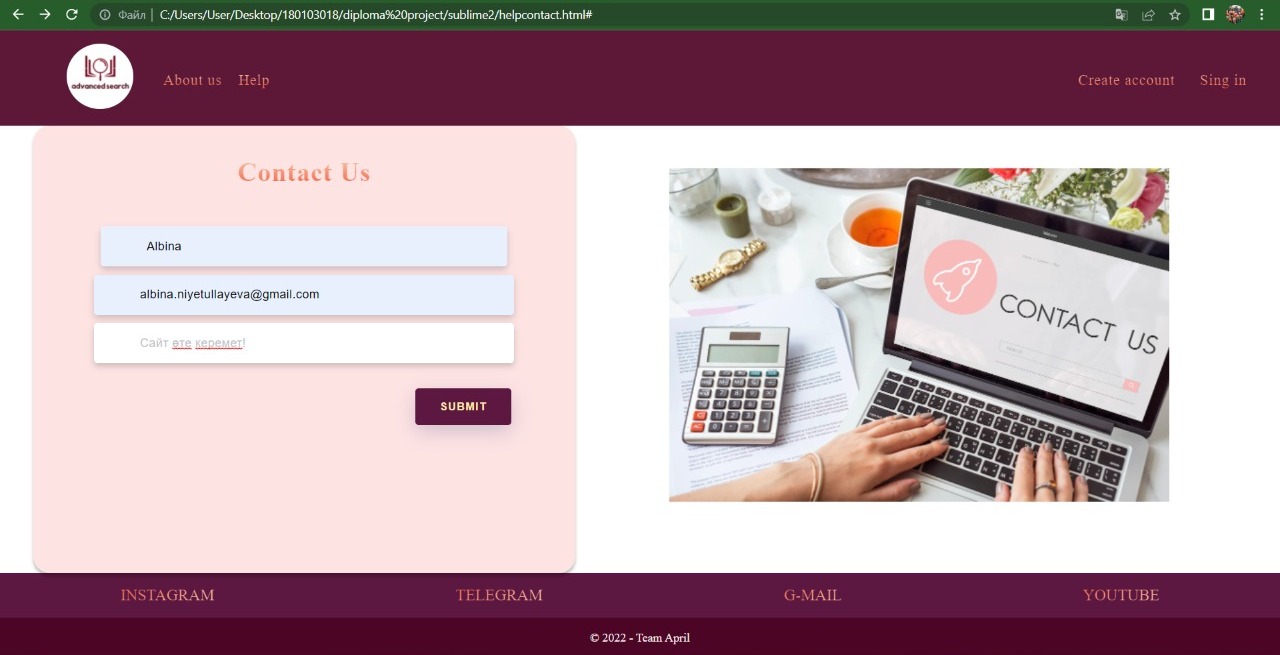 Файл | C:/Users/User/Desktop/180103018/diploma%20project/sublime2/helpcontact.html#
advanced search
About us Help
Create account Sing in
Contact Us
Albina
albina.niyetullayeva@gmail.com
Сайт өте керемет!
SUBMIT
CONTACT US
INSTAGRAM TELEGRAM G-MAIL YOUTUBE
© 2022 - Team April